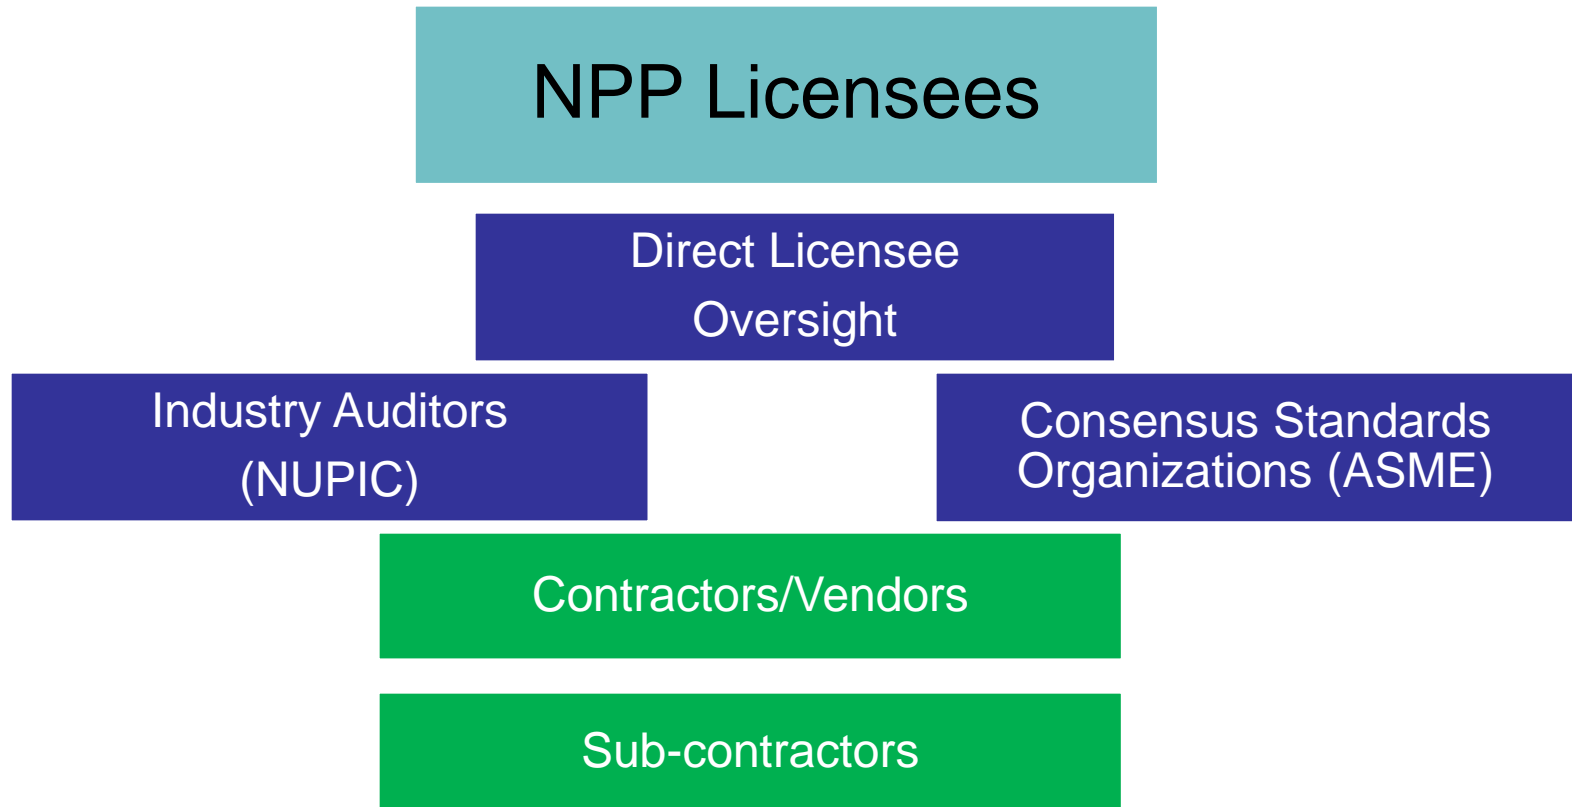 NPP Licensees
Direct Licensee
Oversight
Industry Auditors
(NUPIC)
Consensus Standards
Organizations (ASME)
Contractors/Vendors
Sub-contractors